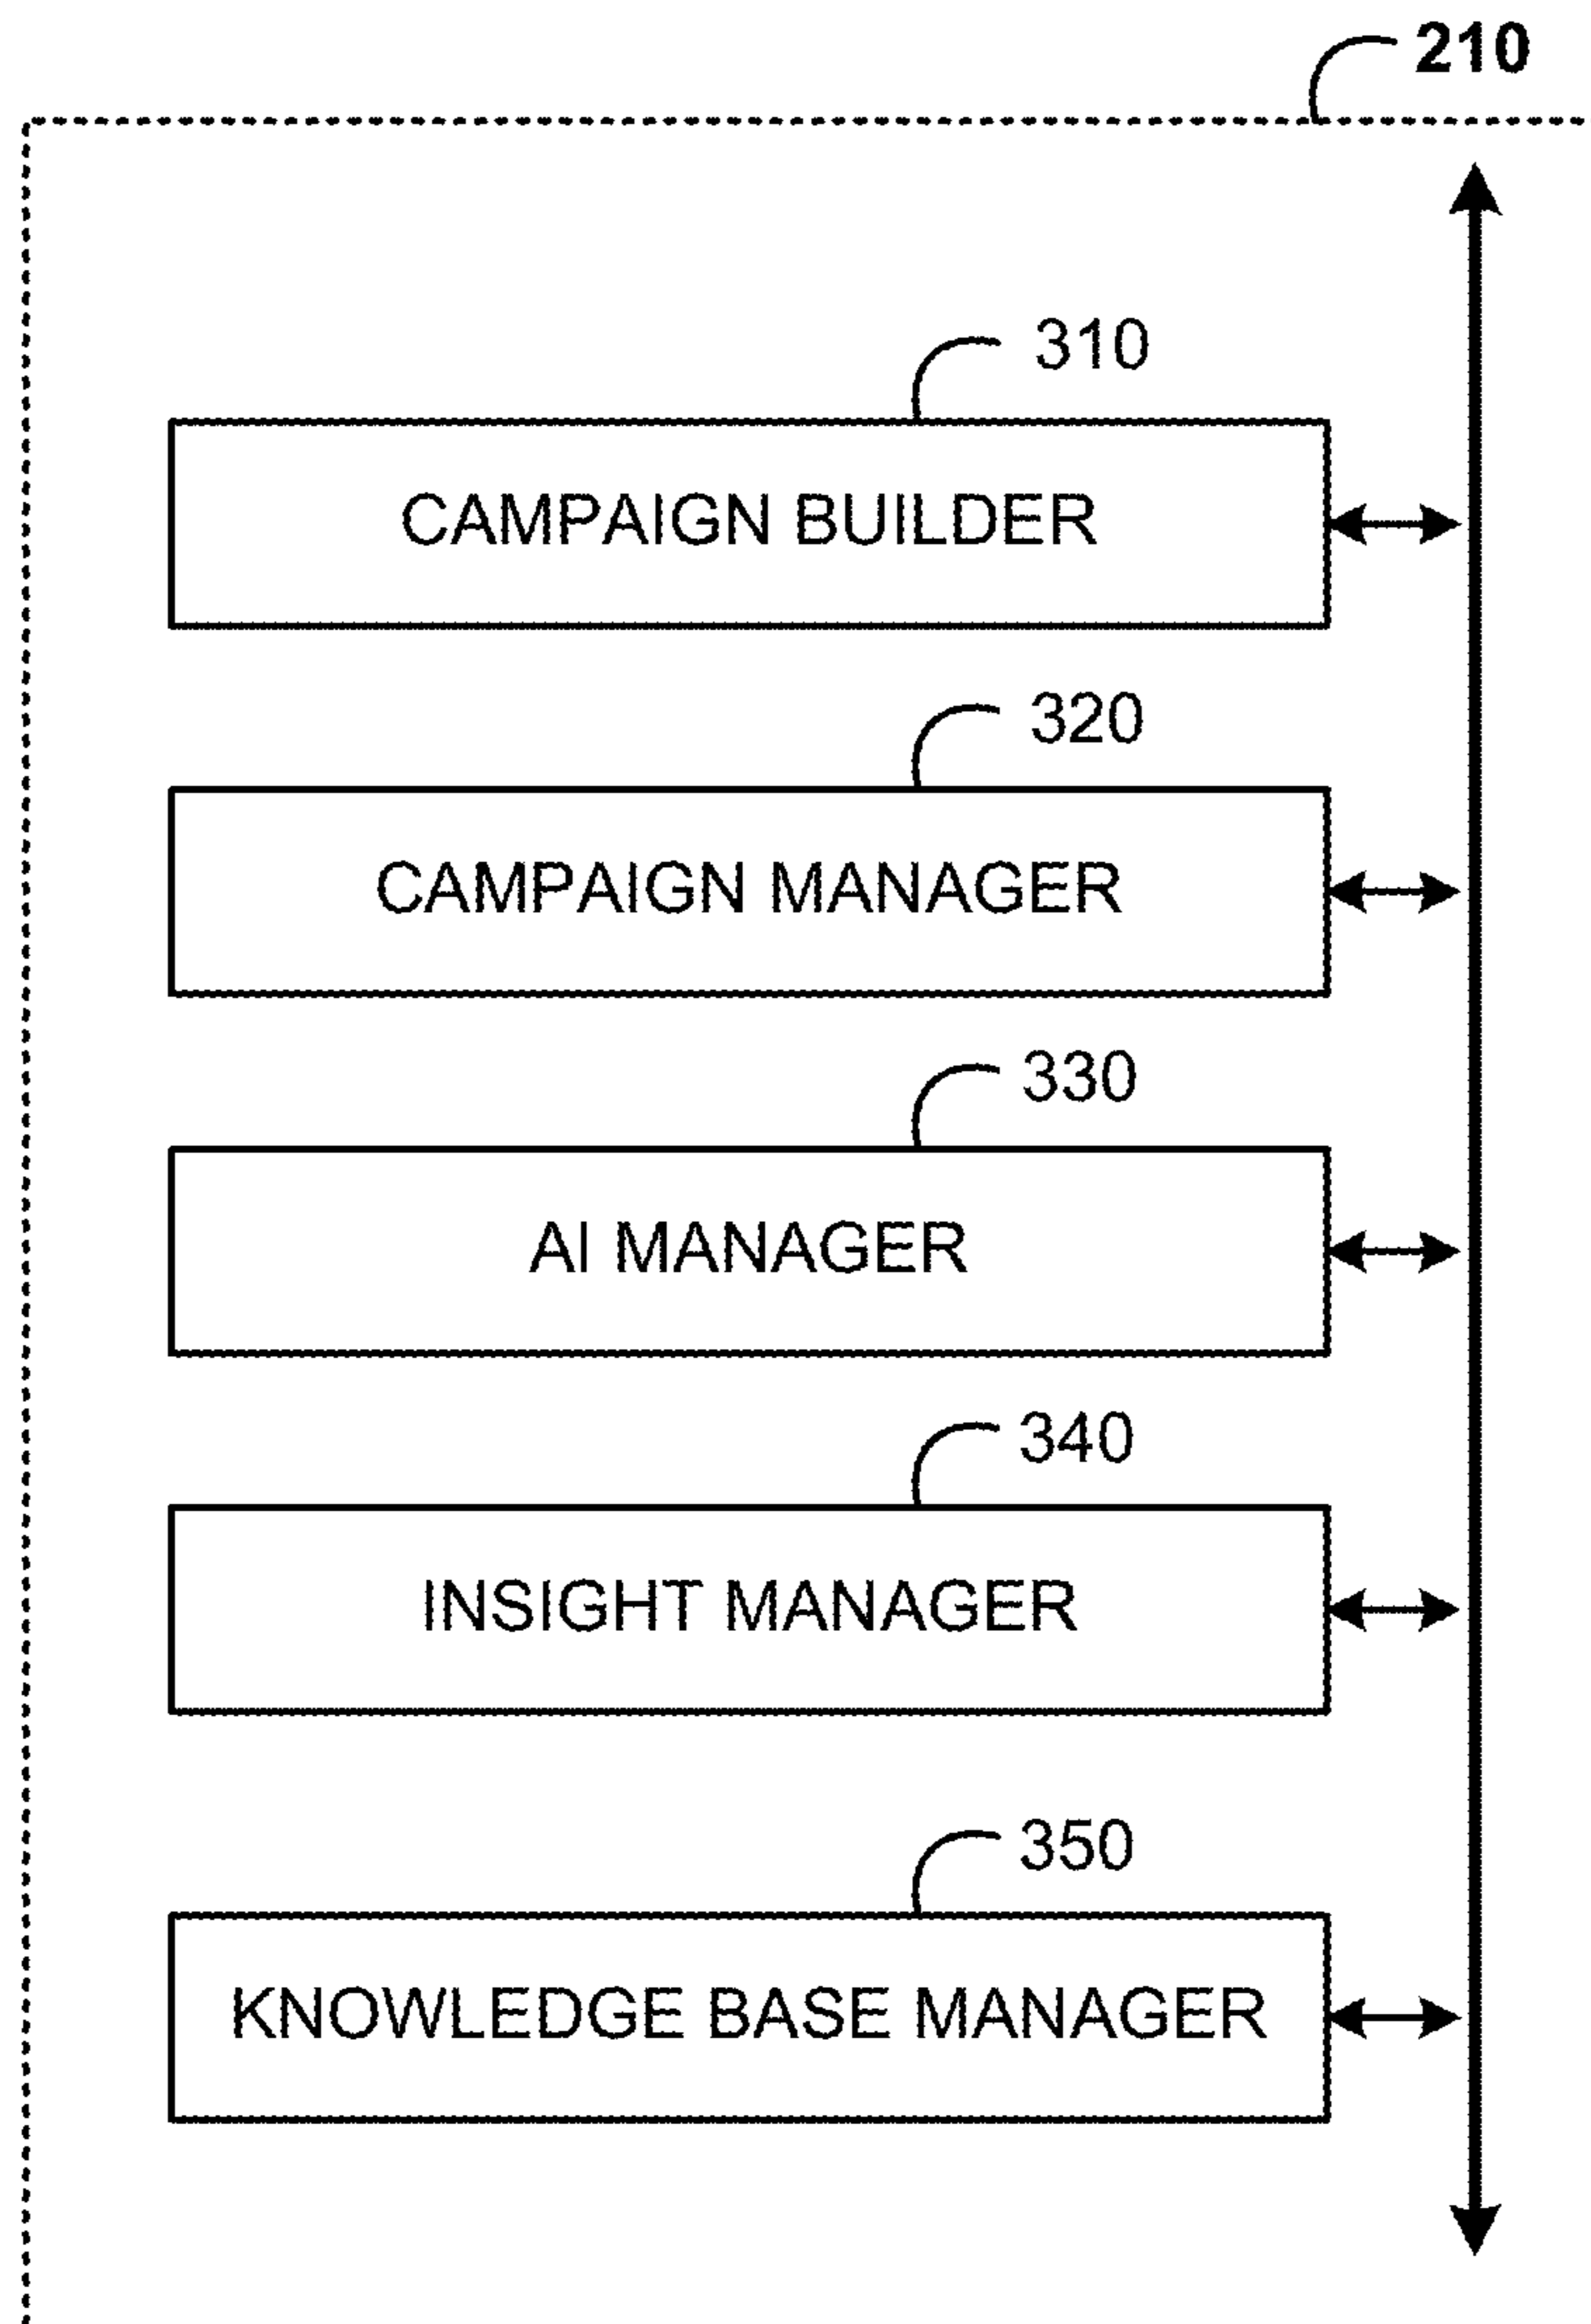 210
310
CAMPAIGN BUILDER
320
CAMPAIGN MANAGER
330
AI MANAGER
340
INSIGHT MANAGER
350
KNOWLEDGE BASE MANAGER